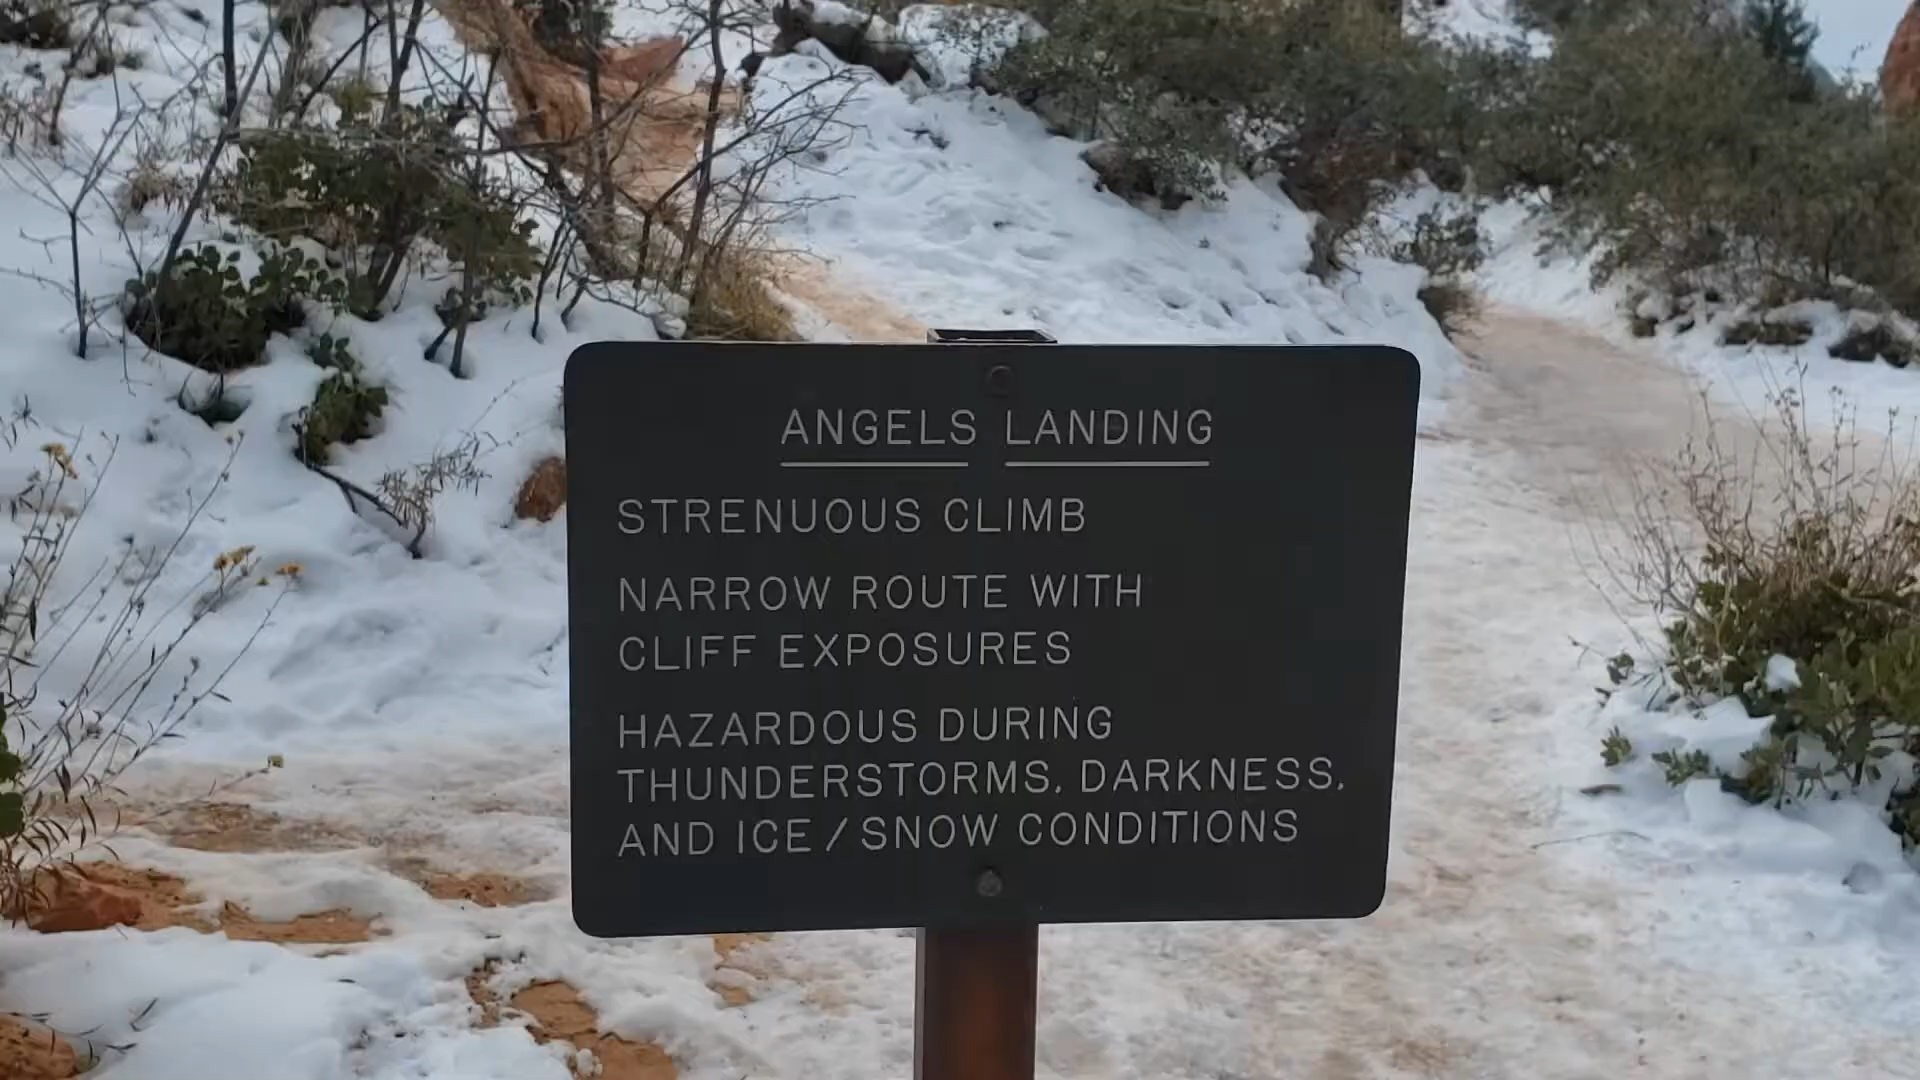 ANGELS LANDING
STRENUOUS CLIMB
NARROW ROUTE WITH
CLIFF EXPOSURES
HAZARDOUS DURING
THUNDERSTORMS, DARKNESS,
AND ICE/SNOW CONDITIONS